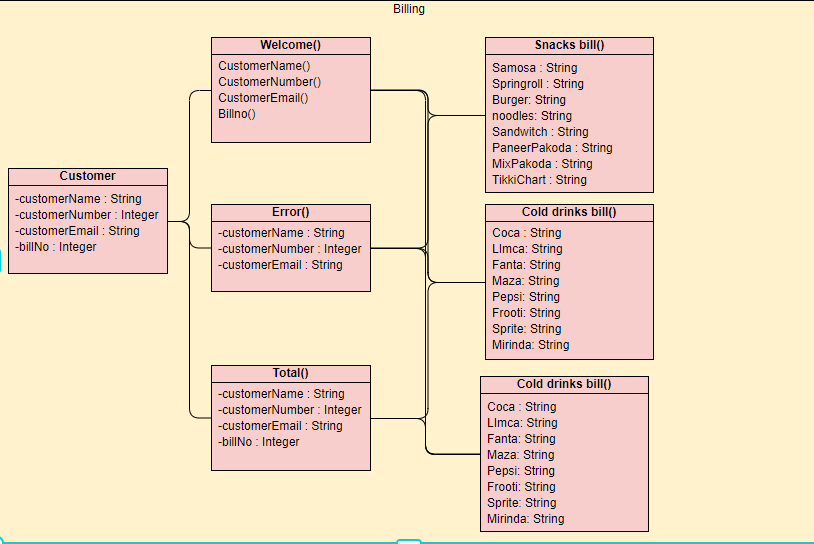 Billing
Customer
-customerName : String
-customerNumber : Integer
-customerEmail : String
-billNo : Integer
Welcome()
CustomerName()
CustomerNumber()
CustomerEmail()
Billno()
Error()
-customerName : String
-customerNumber : Integer
-customerEmail : String
Total()
-customerName : String
-customerNumber : Integer
-customerEmail : String
-billNo : Integer
Snacks bill()
Samosa : String
Springroll : String
Burger: String
noodles: String
Sandwitch : String
PaneerPakoda : String
MixPakoda : String
TikkiChart : String
Cold drinks bill()
Coca : String
LImca: String
Fanta: String
Maza: String
Pepsi: String
Frooti: String
Sprite: String
Mirinda: String
Cold drinks bill()
Coca : String
LImca: String
Fanta: String
Maza: String
Pepsi: String
Frooti: String
Sprite: String
Mirinda: String